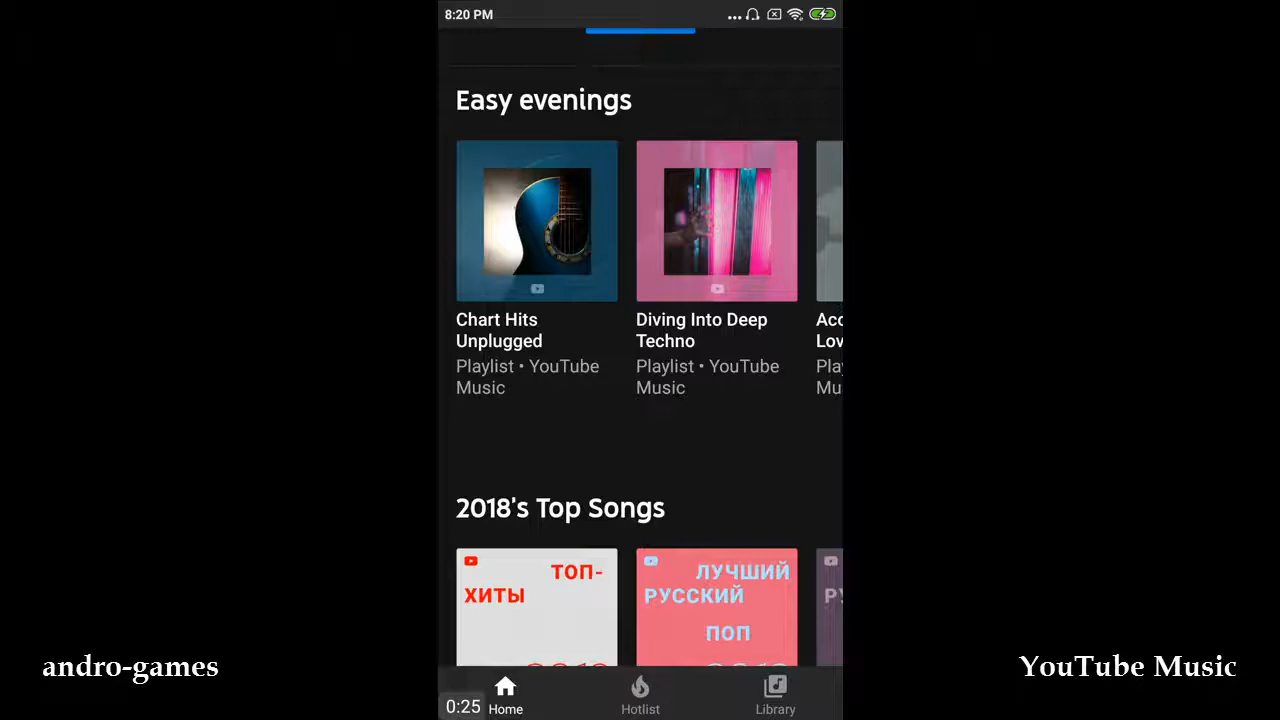 8:20 PM
Easy evenings
Chart Hits
Unplugged
Playlist • YouTube
Music
Diving Into Deep
Techno
Playlist • YouTube
Music
2018's Top Songs
ТОП-
ХИТЫ
ЛУЧШИЙ
РУССКИЙ
ПОП
andro-games
YouTube Music
0:25
Home
Hotlist
Library